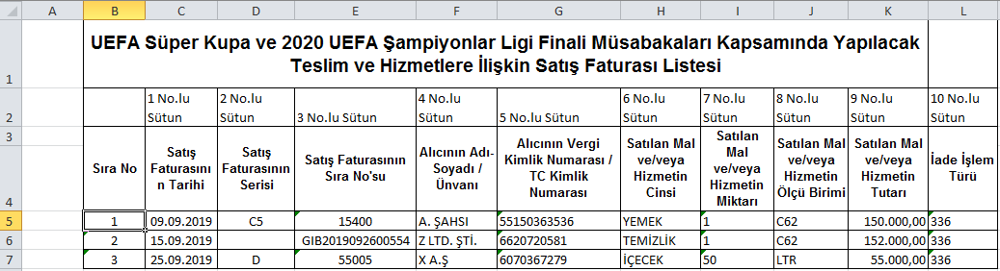 A B C D E F G H I J K L
1 UEFA Süper Kupa ve 2020 UEFA Şampiyonlar Ligi Finali Müsabakaları Kapsamında Yapılacak
Teslim ve Hizmetlere İlişkin Satış Faturası Listesi
2 1 No.lu Sütun 2 No.lu Sütun 3 No.lu Sütun 4 No.lu Sütun 5 No.lu Sütun 6 No.lu Sütun 7 No.lu Sütun 8 No.lu Sütun 9 No.lu Sütun 10 No.lu Sütun
3
4 Sıra No Satış Faturasının Tarihi Satış Faturasının Serisi Satış Faturasının Sıra No'su Alıcının Adı-Soyadı / Ünvanı Alıcının Vergi Kimlik Numarası / TC Kimlik Numarası Satılan Mal ve/veya Hizmetin Cinsi Satılan Mal ve/veya Hizmetin Miktarı Satılan Mal ve/veya Hizmetin Ölçü Birimi Satılan Mal ve/veya Hizmetin Tutarı İade İşlem Türü
5 1 09.09.2019 C5 15400 A. ŞAHSI 55150363536 YEMEK 1 C62 150.000,00 336
6 2 15.09.2019 GIB2019092600554 Z LTD. ŞTİ. 6620720581 TEMİZLİK 1 C62 152.000,00 336
7 3 25.09.2019 D 55005 X A.Ş 6070367279 İÇECEK 50 LTR 55.000,00 336